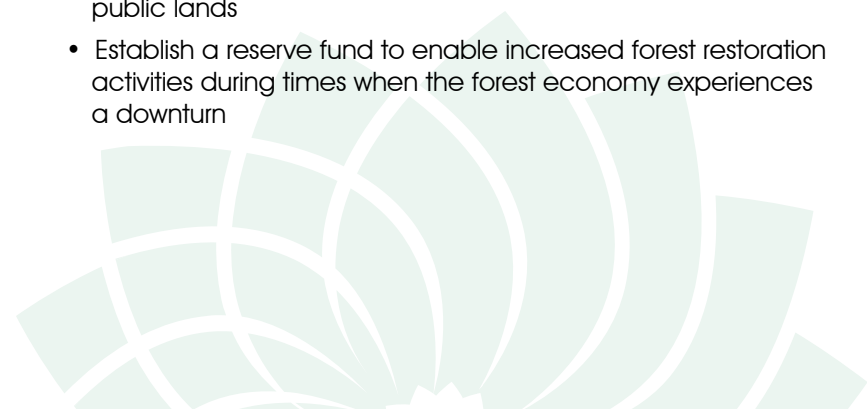 public lands
• Establish a reserve fund to enable increased forest restoration
activities during times when the forest economy experiences
a downturn